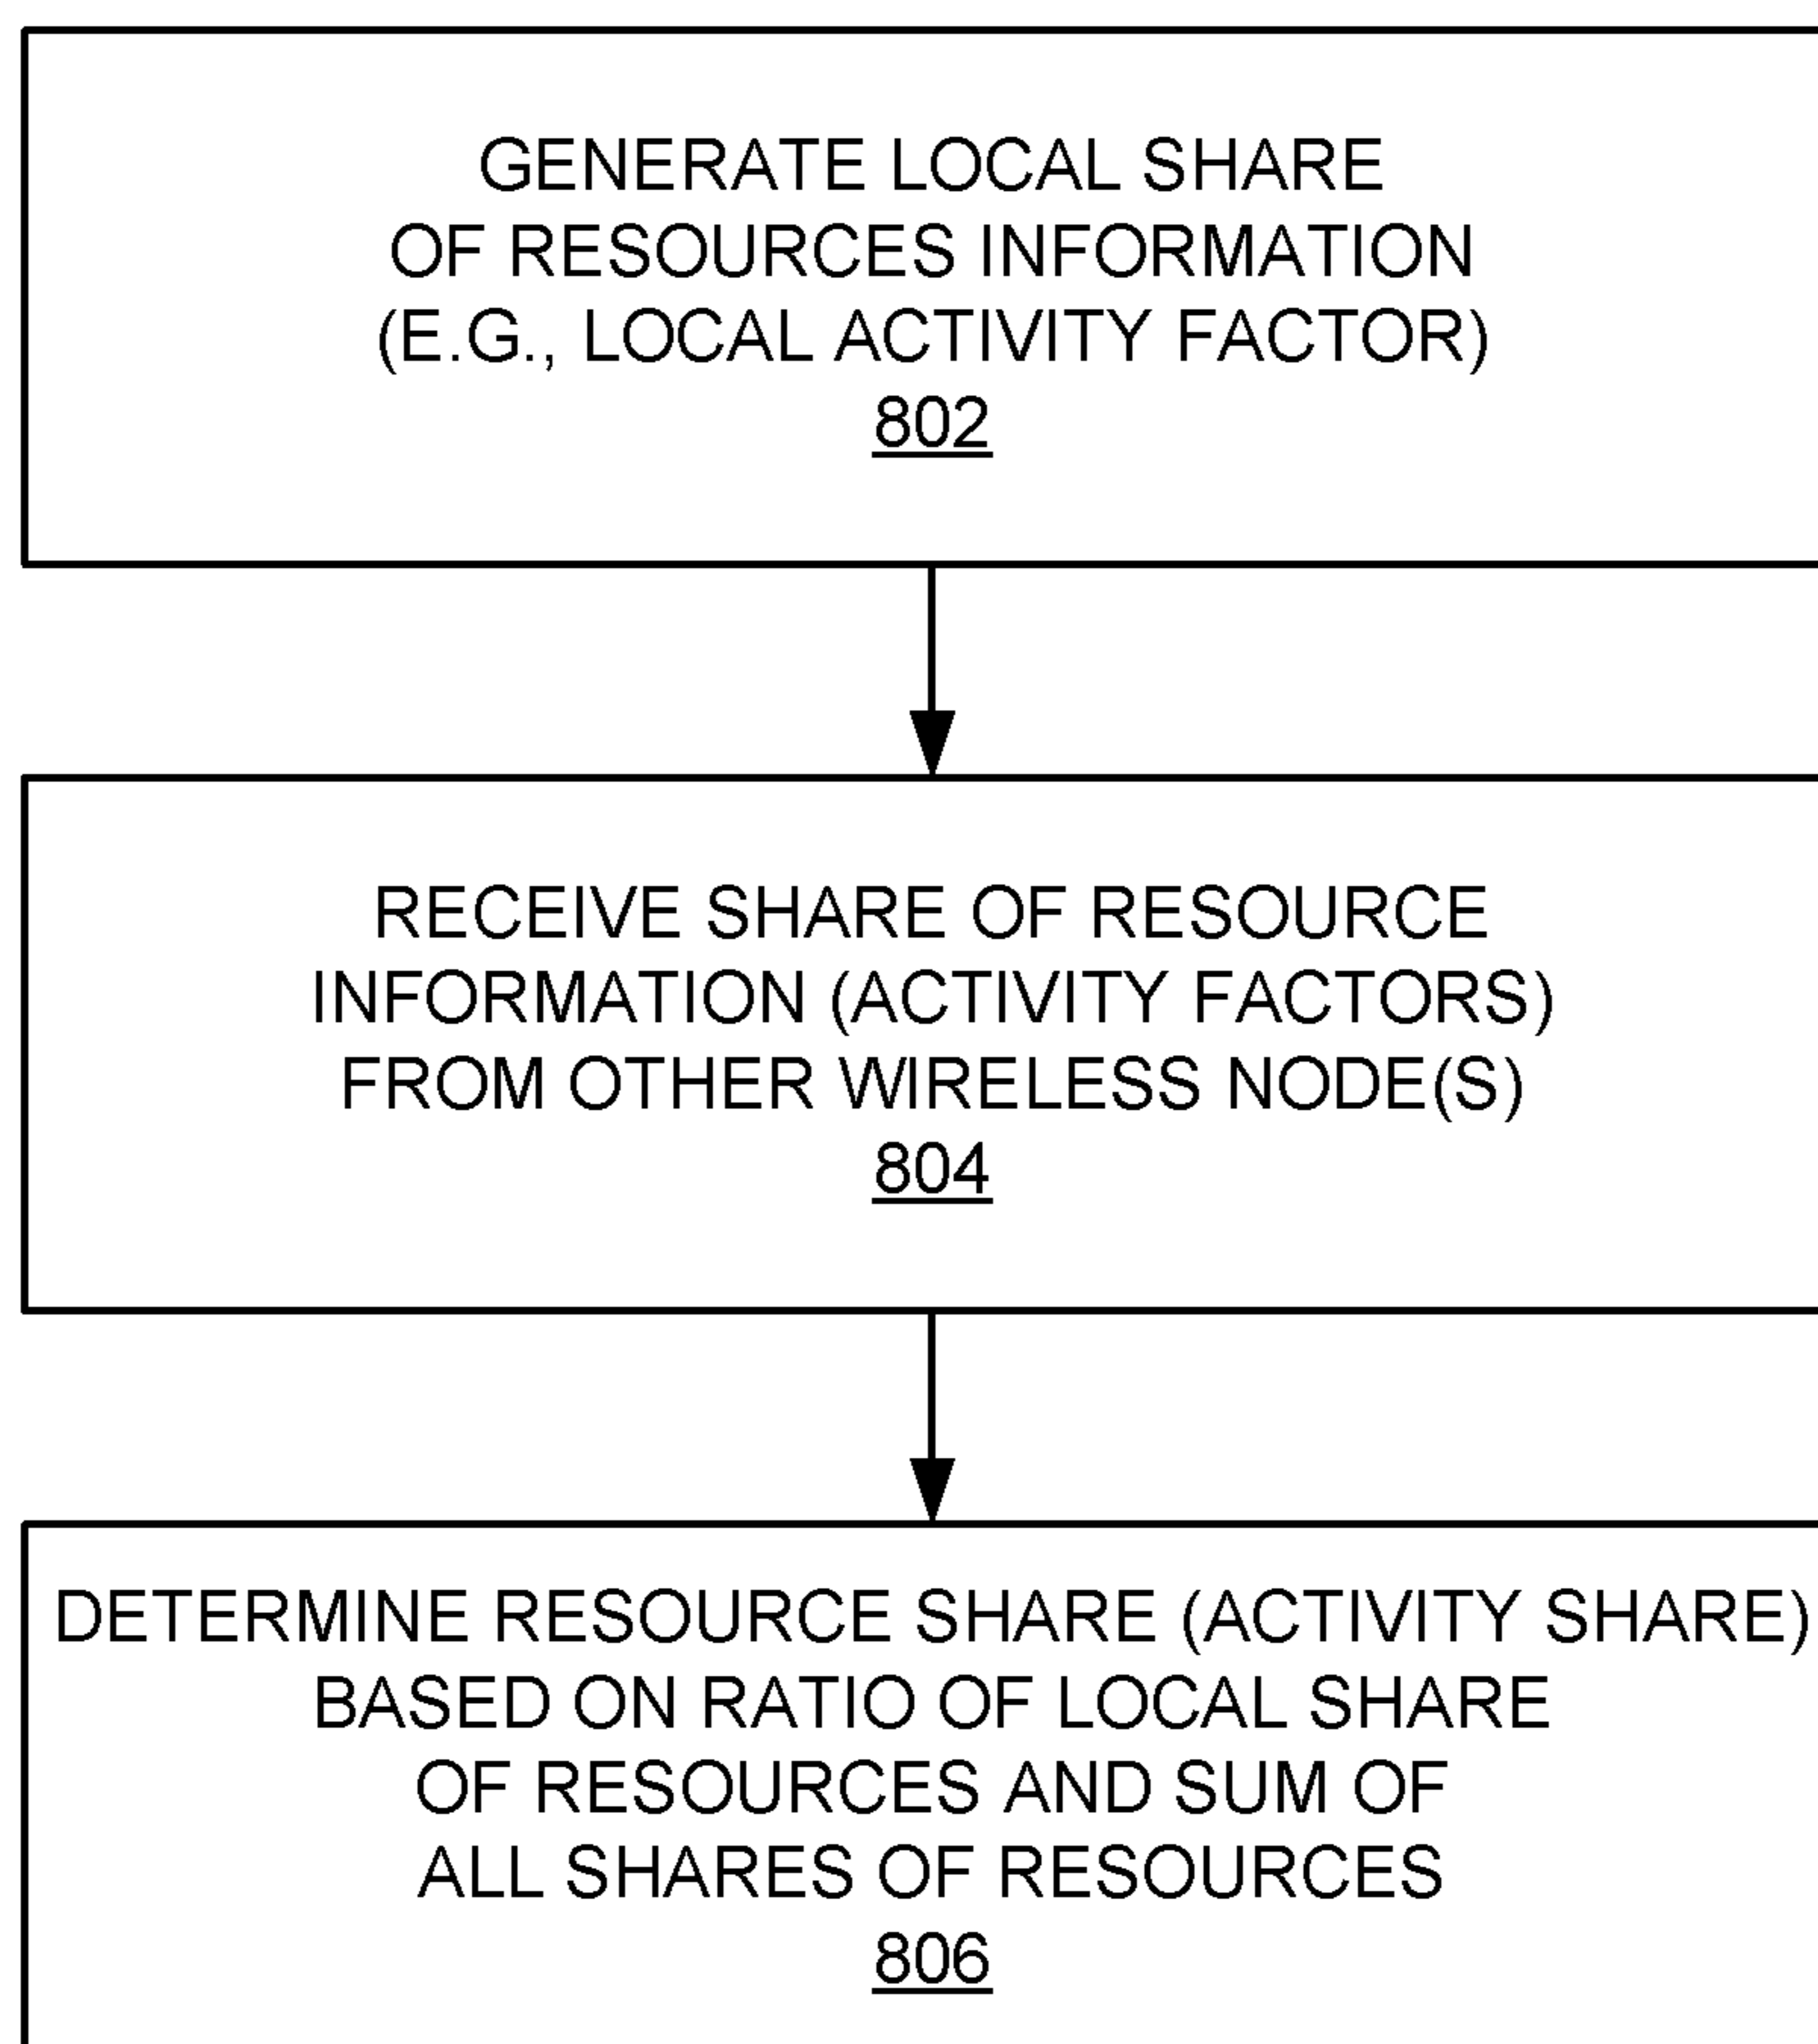 GENERATE LOCAL SHARE
OF RESOURCES INFORMATION
(E.G., LOCAL ACTIVITY FACTOR)
802
RECEIVE SHARE OF RESOURCE
INFORMATION (ACTIVITY FACTORS)
FROM OTHER WIRELESS NODE(S)
804
DETERMINE RESOURCE SHARE (ACTIVITY SHARE)
BASED ON RATIO OF LOCAL SHARE
OF RESOURCES AND SUM OF
ALL SHARES OF RESOURCES
806